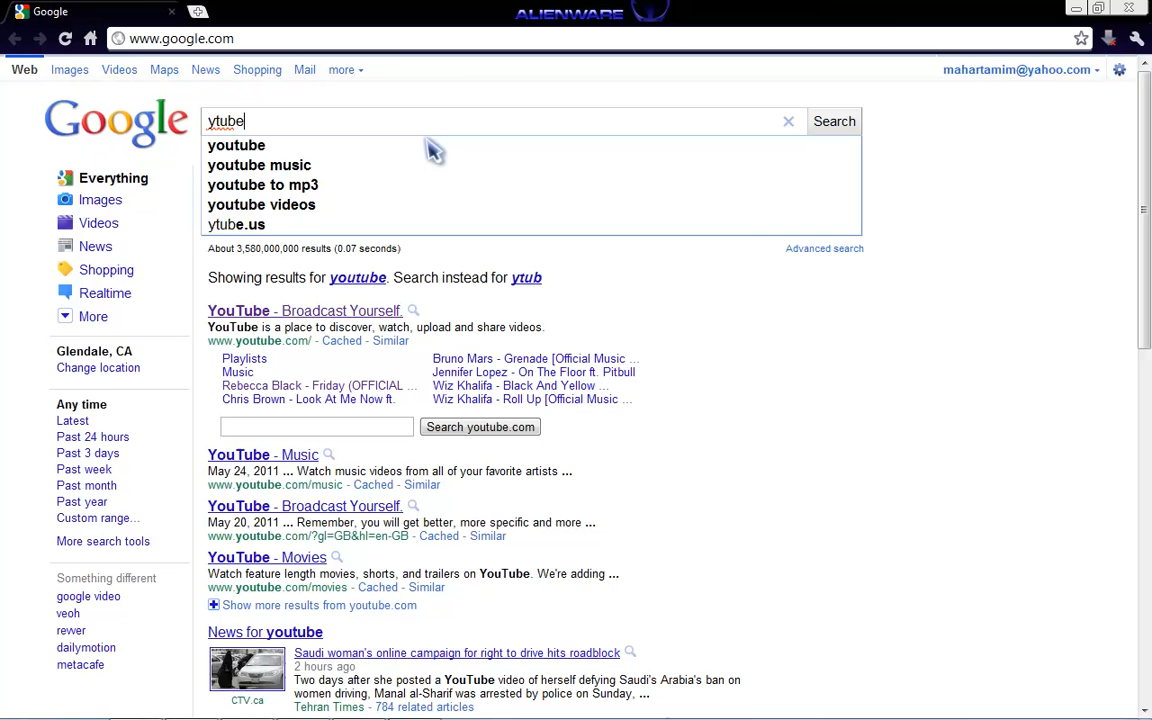 Google
ALIENWARE
www.google.com
Web Images Videos Maps News Shopping Mail more
mahartamim@yahoo.com
Google
ytube
Search
youtube
youtube music
youtube to mp3
youtube videos
ytube.us
Everything
Images
Videos
News
Shopping
Realtime
More
Glendale, CA
Change location
Any time
Latest
Past 24 hours
Past 3 days
Past week
Past month
Past year
Custom range...
More search tools
Something different
google video
veoh
revver
dailymotion
metacafe
About 3,580,000,000 results (0.07 seconds)
Advanced search
Showing results for youtube. Search instead for ytub
YouTube - Broadcast Yourself.
YouTube is a place to discover, watch, upload and share videos.
www.youtube.com/ - Cached - Similar
Playlists
Music
Rebecca Black - Friday (OFFICIAL ...
Chris Brown - Look At Me Now ft.
Bruno Mars - Grenade [Official Music ...
Jennifer Lopez - On The Floor ft. Pitbull
Wiz Khalifa - Black And Yellow ...
Wiz Khalifa - Roll Up [Official Music ...
Search youtube.com
YouTube - Music
May 24, 2011 ... Watch music videos from all of your favorite artists ...
www.youtube.com/music - Cached - Similar
YouTube - Broadcast Yourself.
May 20, 2011 ... Remember, you will get better, more specific and more ...
www.youtube.com/?gl=GB&hl=en-GB - Cached - Similar
YouTube - Movies
Watch feature length movies, shorts, and trailers on YouTube. We're adding ...
www.youtube.com/movies - Cached - Similar
Show more results from youtube.com
News for youtube
Saudi woman's online campaign for right to drive hits roadblock
2 hours ago
Two days after she posted a YouTube video of herself defying Saudi's Arabia's ban on
women driving, Manal al-Sharif was arrested by police on Sunday, ...
Tehran Times - 784 related articles
CTV.ca